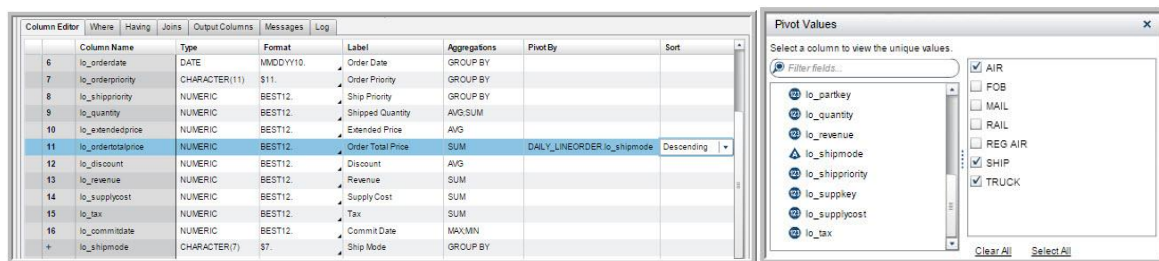 Column Editor Where Having Joins Output Columns Messages Log
Column Name Type Format Label Aggregations Pivot By Sort
6 lo_orderdate DATE MMDDYY10. Order Date GROUP BY
7 lo_orderpriority CHARACTER(11) $11. Order Priority GROUP BY
8 lo_shippriority NUMERIC BEST12. Ship Priority GROUP BY
9 lo_quantity NUMERIC BEST12. Shipped Quantity AVG;SUM
10 lo_extendedprice NUMERIC BEST12. Extended Price AVG
11 lo_ordertotalprice NUMERIC BEST12. Order Total Price SUM DAILY_LINEORDER.lo_shipmode Descending
12 lo_discount NUMERIC BEST12. Discount AVG
13 lo_revenue NUMERIC BEST12. Revenue SUM
14 lo_supplycost NUMERIC BEST12. Supply Cost SUM
15 lo_tax NUMERIC BEST12. Tax SUM
16 lo_commitdate NUMERIC BEST12. Commit Date MAX;MIN
+ lo_shipmode CHARACTER(7) $7. Ship Mode GROUP BY
Pivot Values
Select a column to view the unique values.
Filter fields...
123 lo_partkey
123 lo_quantity
123 lo_revenue
lo_shipmode
123 lo_shippriority
123 lo_suppkey
123 lo_supplycost
123 lo_tax
AIR
FOB
MAIL
RAIL
REG AIR
SHIP
TRUCK
Clear All Select All